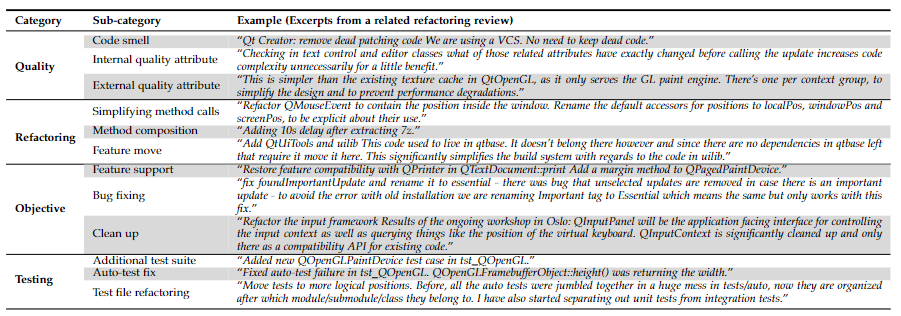 Category Sub-category Example (Excerpts from a related refactoring review)
Quality
Code smell
"Qt Creator: remove dead patching code We are using a VCS. No need to keep dead code."
Internal quality attribute
"Checking in text control and editor classes what of those related attributes have exactly changed before calling the update increases code
complexity unnecessarily for a little benefit."
External quality attribute
"This is simpler than the existing texture cache in QtOpenGL, as it only serves the GL paint engine. There's one per context group, to
simplify the design and to prevent performance degradations."
Refactoring
Simplifying method calls
"Refactor QMouseEvent to contain the position inside the window. Rename the default accessors for positions to localPos, windowPos and
screenPos, to be explicit about their use."
Method composition
"Adding 10s delay after extracting 7z."
Feature move
"Add QtUiTools and uilib This code used to live in qtbase. It doesn't belong there however and since there are no dependencies in qtbase left
that require it move it here. This significantly simplifies the build system with regards to the code in uilib."
Objective
Feature support
"Restore feature compatibility with QPrinter in QTextDocument::print Add a margin method to QPagedPaintDevice."
Bug fixing
"fix foundImportantUpdate and rename it to essential - there was bug that unselected updates are removed in case there is an important
update - to avoid the error with old installation we are renaming Important tag to Essential which means the same but only works with this
fix."
Clean up
"Refactor the input framework Results of the ongoing workshop in Oslo: QInputPanel will be the application facing interface for controlling
the input context as well as querying things like the position of the virtual keyboard. QInputContext is significantly cleaned up and only
there as a compatibility API for existing code."
Testing
Additional test suite
"Added new QOpenGLPaintDevice test case in tst_QOpenGL."
Auto-test fix
"Fixed auto-test failure in tst_QOpenGL. QOpenGLFramebufferObject::height() was returning the width."
Test file refactoring
"Move tests to more logical positions. Before, all the auto tests were jumbled together in a huge mess in tests/auto, now they are organized
after which module/submodule/class they belong to. I have also started separating out unit tests from integration tests."